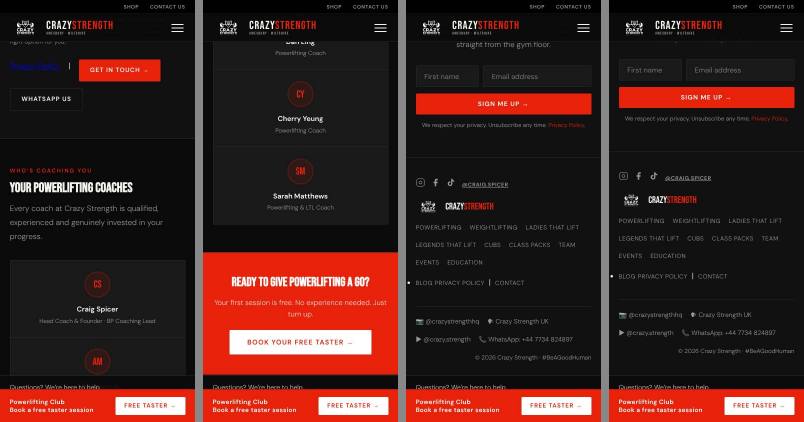 SHOP CONTACT US
CRAZYSTRENGTH
GET IN TOUCH →
WHATSAPP US
WHO'S COACHING YOU
YOUR POWERLIFTING COACHES
Every coach at Crazy Strength is qualified,
experienced and genuinely invested in your
progress.
CS
Craig Spicer
Head Coach & Founder · BP Coaching Lead
AM
Questions? We're here to help
Powerlifting Club
Book a free taster session
FREE TASTER →
SHOP CONTACT US
CRAZYSTRENGTH
Powerlifting Coach
CY
Cherry Young
Powerlifting Coach
SM
Sarah Matthews
Powerlifting & LTL Coach
READY TO GIVE POWERLIFTING A GO?
Your first session is free. No experience needed. Just
turn up.
BOOK YOUR FREE TASTER →
Questions? We're here to help
Powerlifting Club
Book a free taster session
FREE TASTER →
SHOP CONTACT US
CRAZYSTRENGTH
straight from the gym floor.
First name Email address
SIGN ME UP →
We respect your privacy. Unsubscribe any time. Privacy Policy.
@CRAIG.SPICER
CRAZYSTRENGTH
POWERLIFTING WEIGHTLIFTING LADIES THAT LIFT
LEGENDS THAT LIFT CUBS CLASS PACKS TEAM
EVENTS EDUCATION
BLOG PRIVACY POLICY | CONTACT
@crazystrengthhq Crazy Strength UK
@crazy.strength WhatsApp: +44 7734 824897
© 2026 Crazy Strength · #BeAGoodHuman
Questions? We're here to help
Powerlifting Club
Book a free taster session
FREE TASTER →
SHOP CONTACT US
CRAZYSTRENGTH
First name Email address
SIGN ME UP →
We respect your privacy. Unsubscribe any time. Privacy Policy.
@CRAIG.SPICER
CRAZYSTRENGTH
POWERLIFTING WEIGHTLIFTING LADIES THAT LIFT
LEGENDS THAT LIFT CUBS CLASS PACKS TEAM
EVENTS EDUCATION
BLOG PRIVACY POLICY | CONTACT
@crazystrengthhq Crazy Strength UK
@crazy.strength WhatsApp: +44 7734 824897
© 2026 Crazy Strength · #BeAGoodHuman
Questions? We're here to help
Powerlifting Club
Book a free taster session
FREE TASTER →